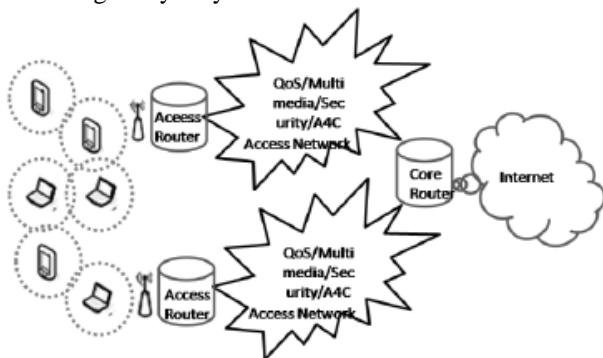 QoS/Multi
media/Sec
urity/A4C
Access Network
Aceess
Router
Core
Router
Internet
QoS/Multi
media/Sec
urity/A4C
Access Network
Access
Router